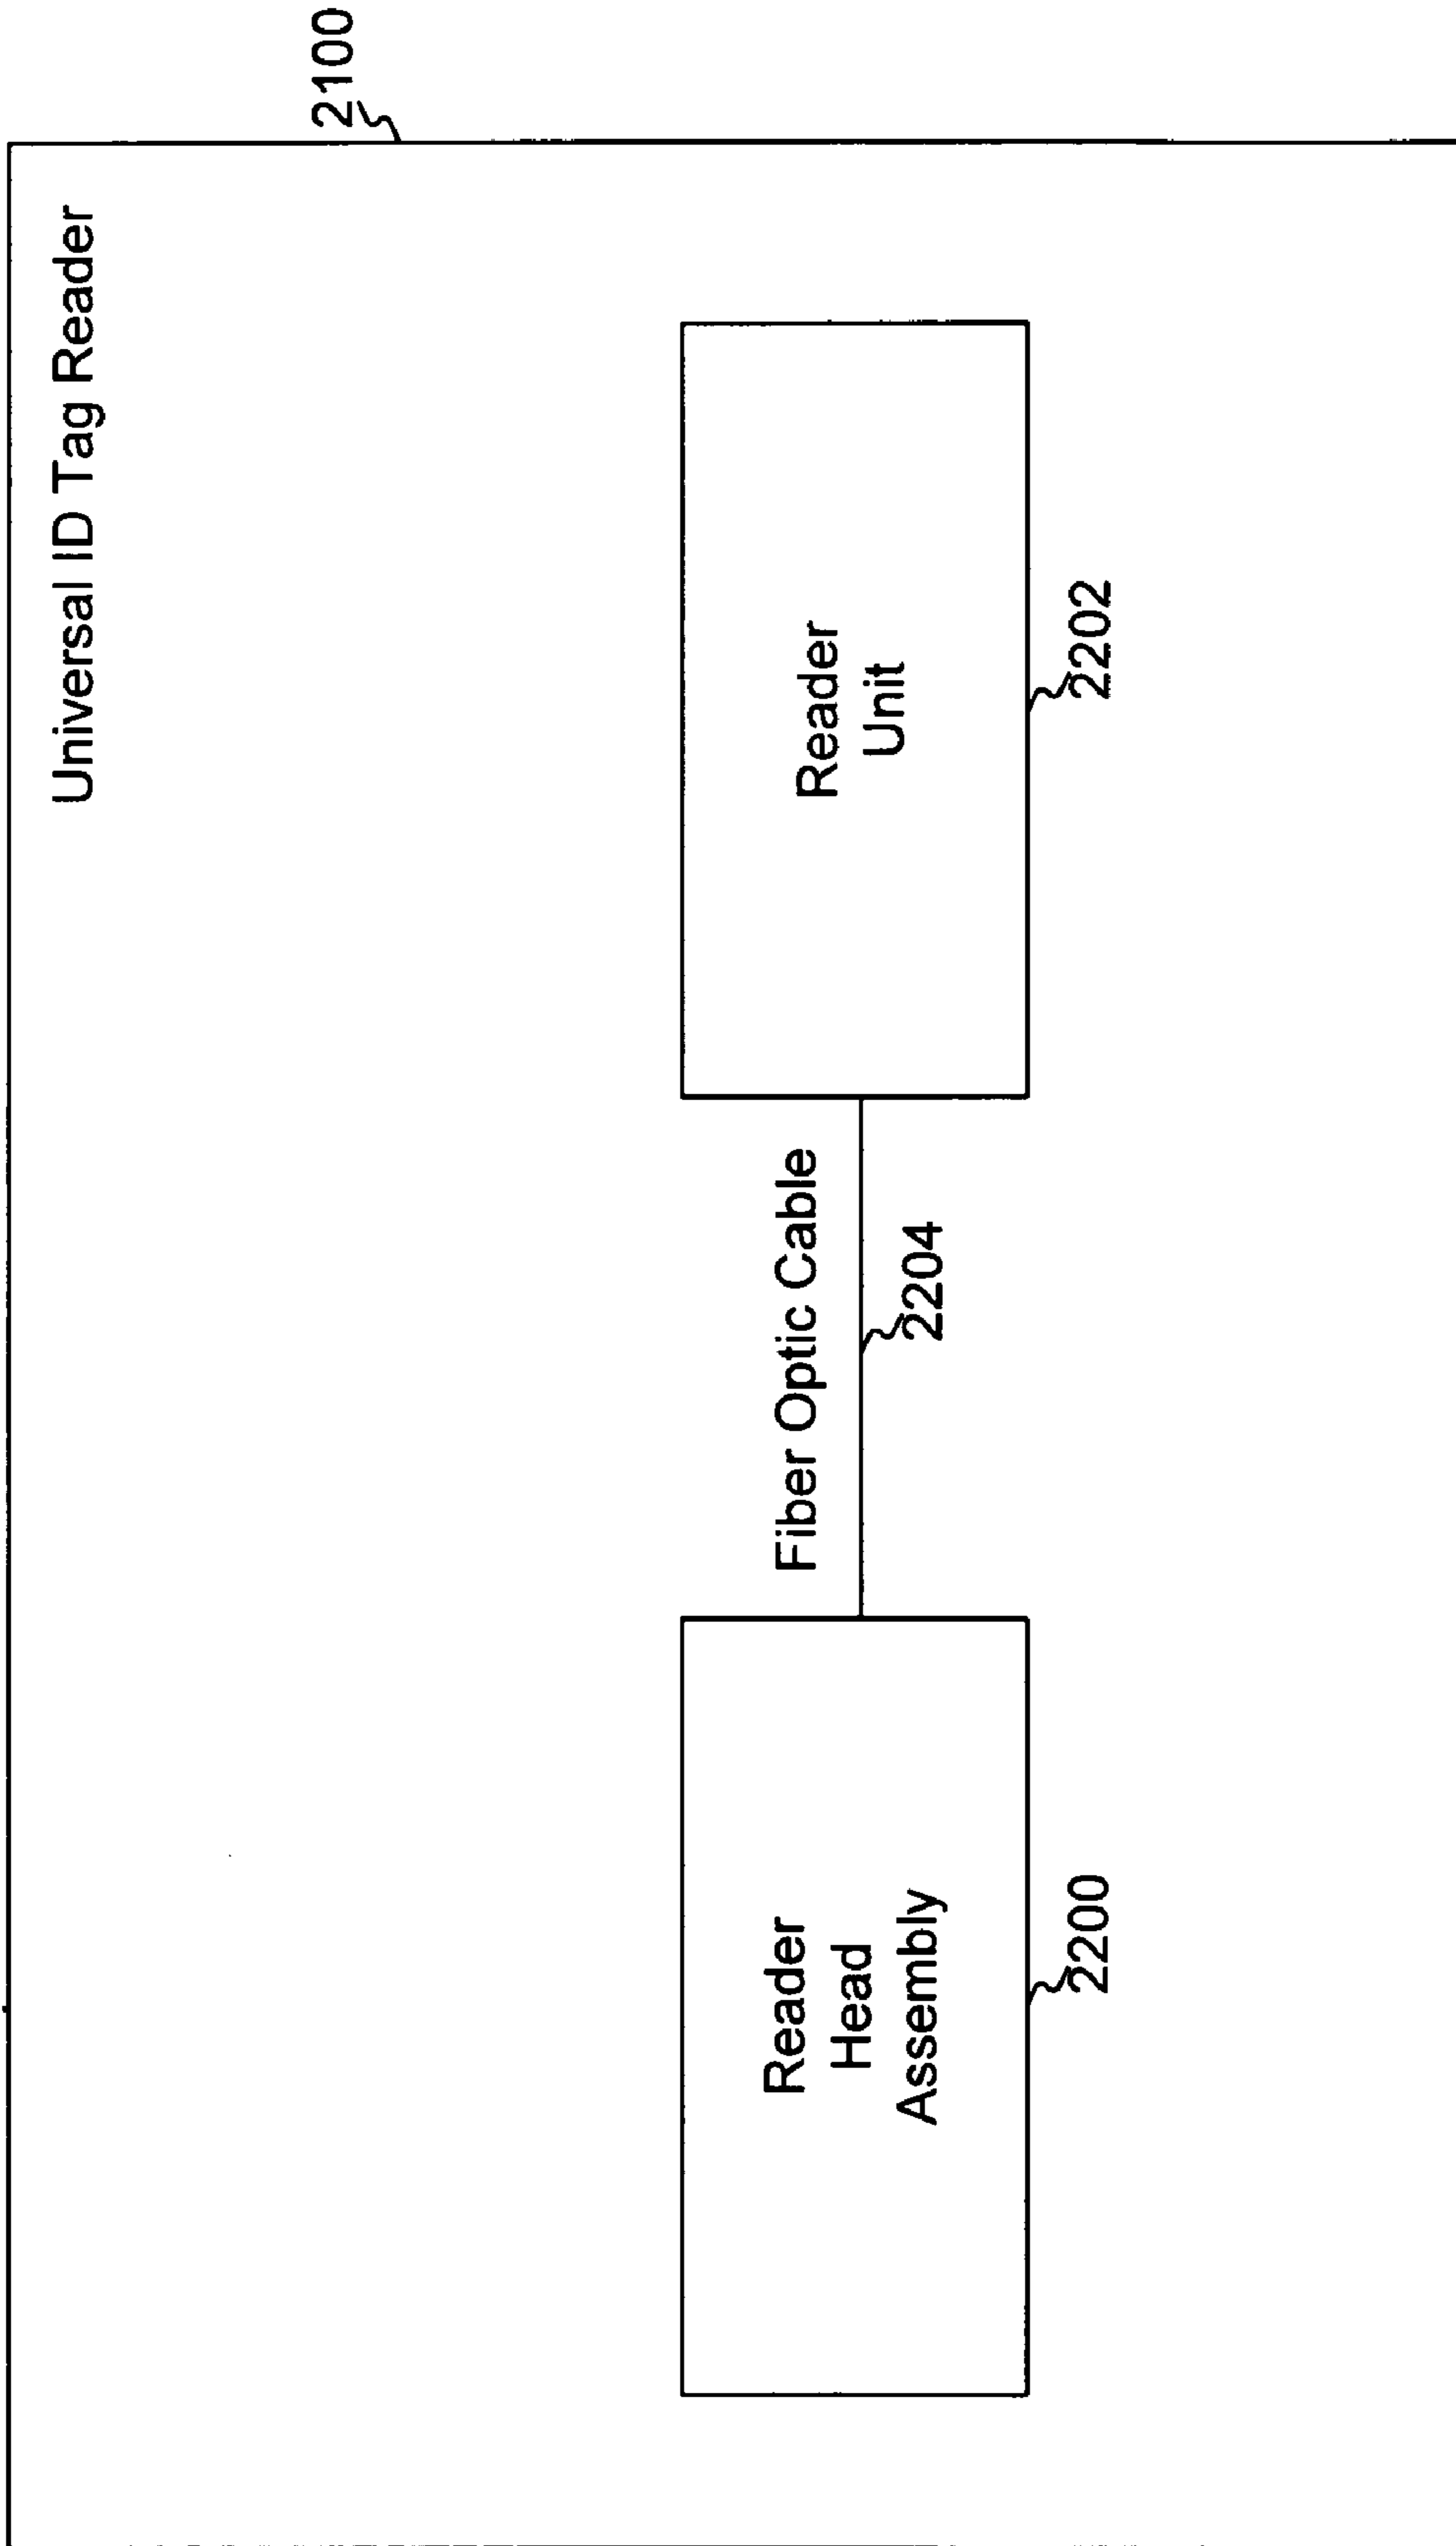 Universal ID Tag Reader
2100
Reader
Head
Assembly
2200
Fiber Optic Cable
2204
Reader
Unit
2202